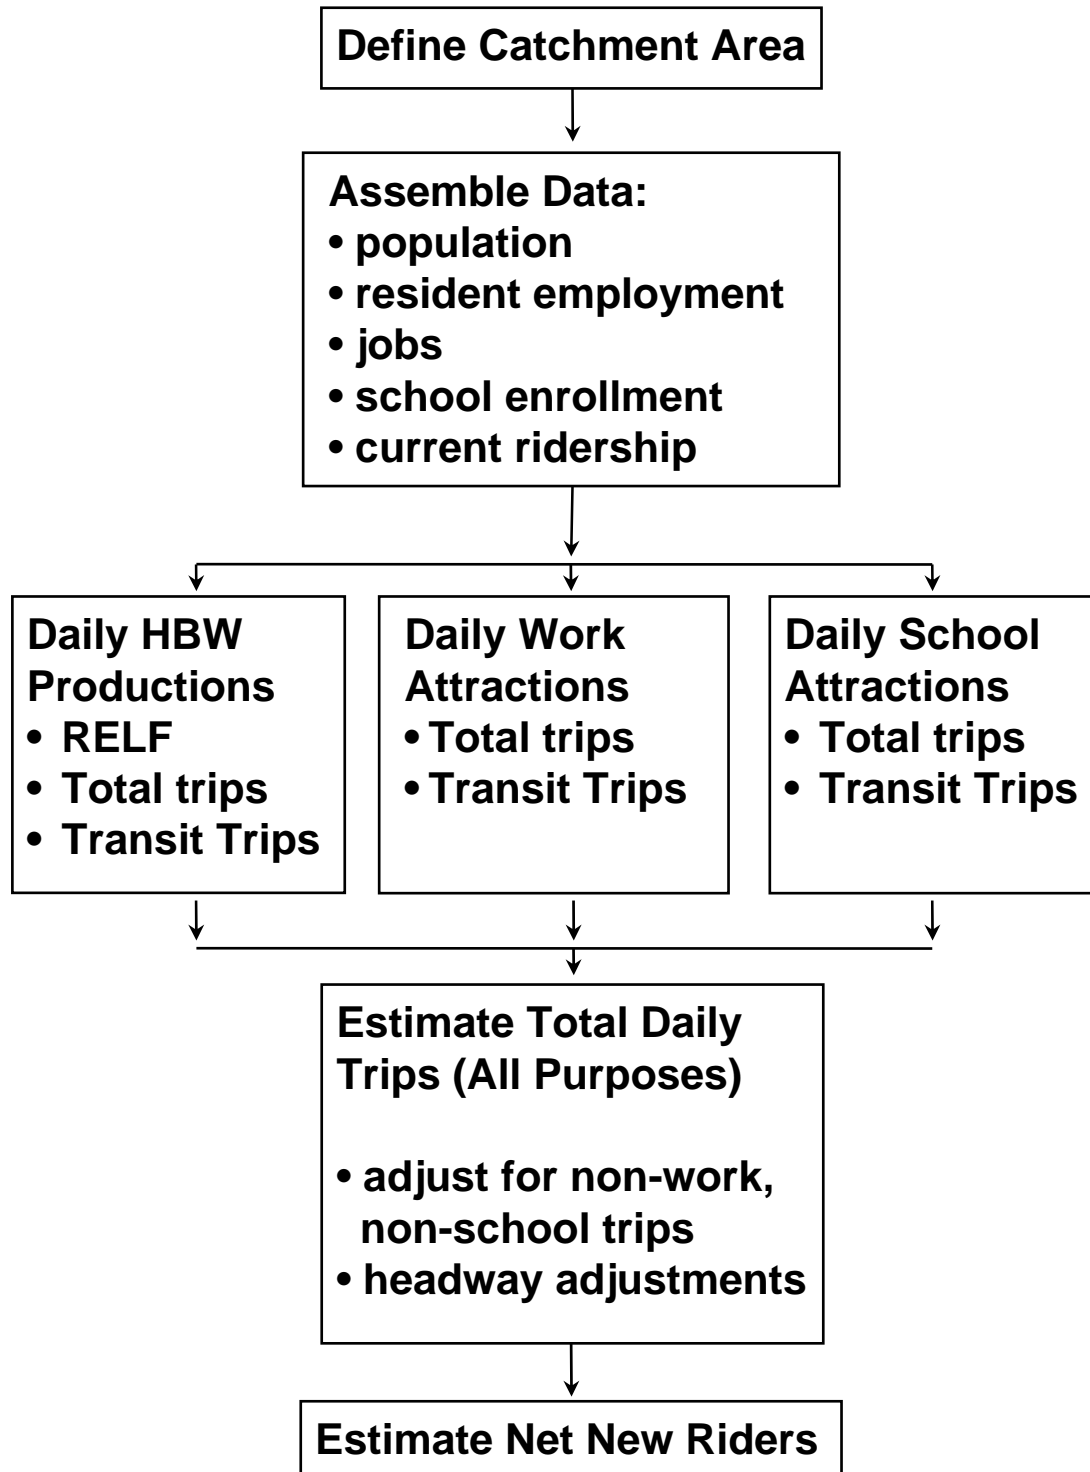 Define Catchment Area
Assemble Data:
• population
• resident employment
• jobs
• school enrollment
• current ridership
Daily HBW
Productions
• RELF
• Total trips
• Transit Trips
Daily Work
Attractions
• Total trips
• Transit Trips
Daily School
Attractions
• Total trips
• Transit Trips
Estimate Total Daily
Trips (All Purposes)
• adjust for non-work,
non-school trips
• headway adjustments
Estimate Net New Riders